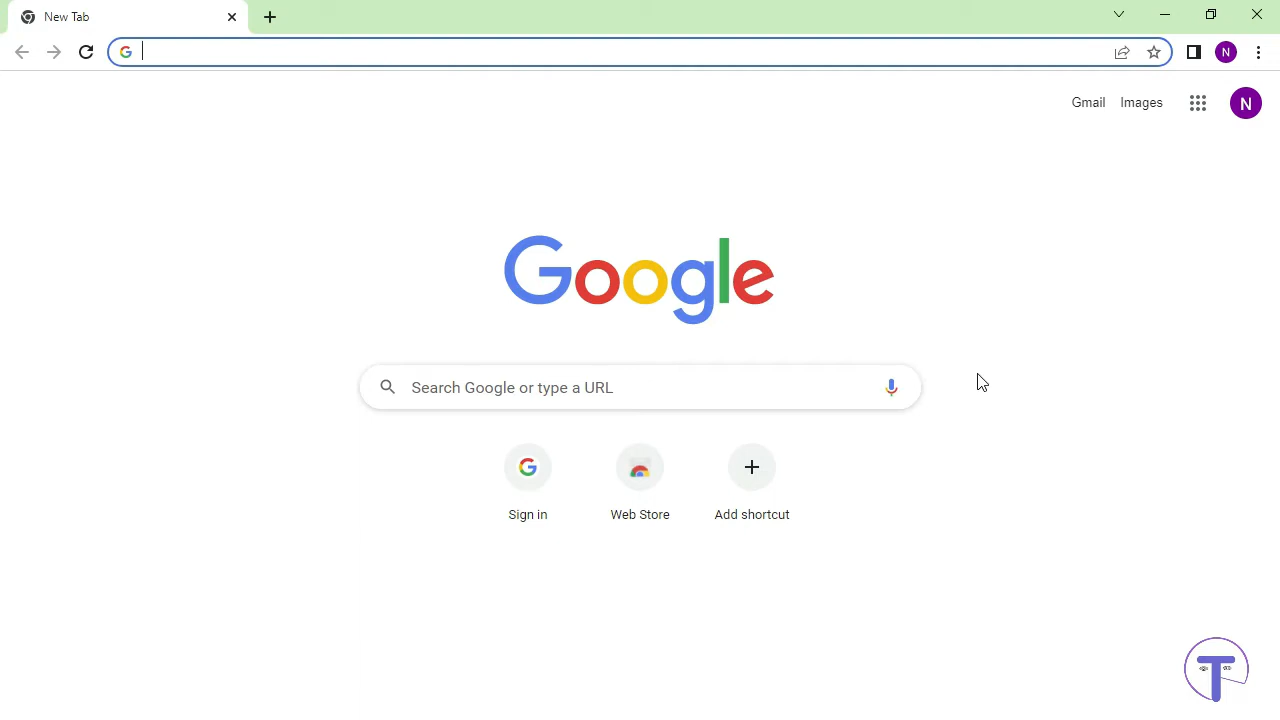 New Tab
N
Gmail Images
N
Google
Search Google or type a URL
Sign in Web Store Add shortcut
T